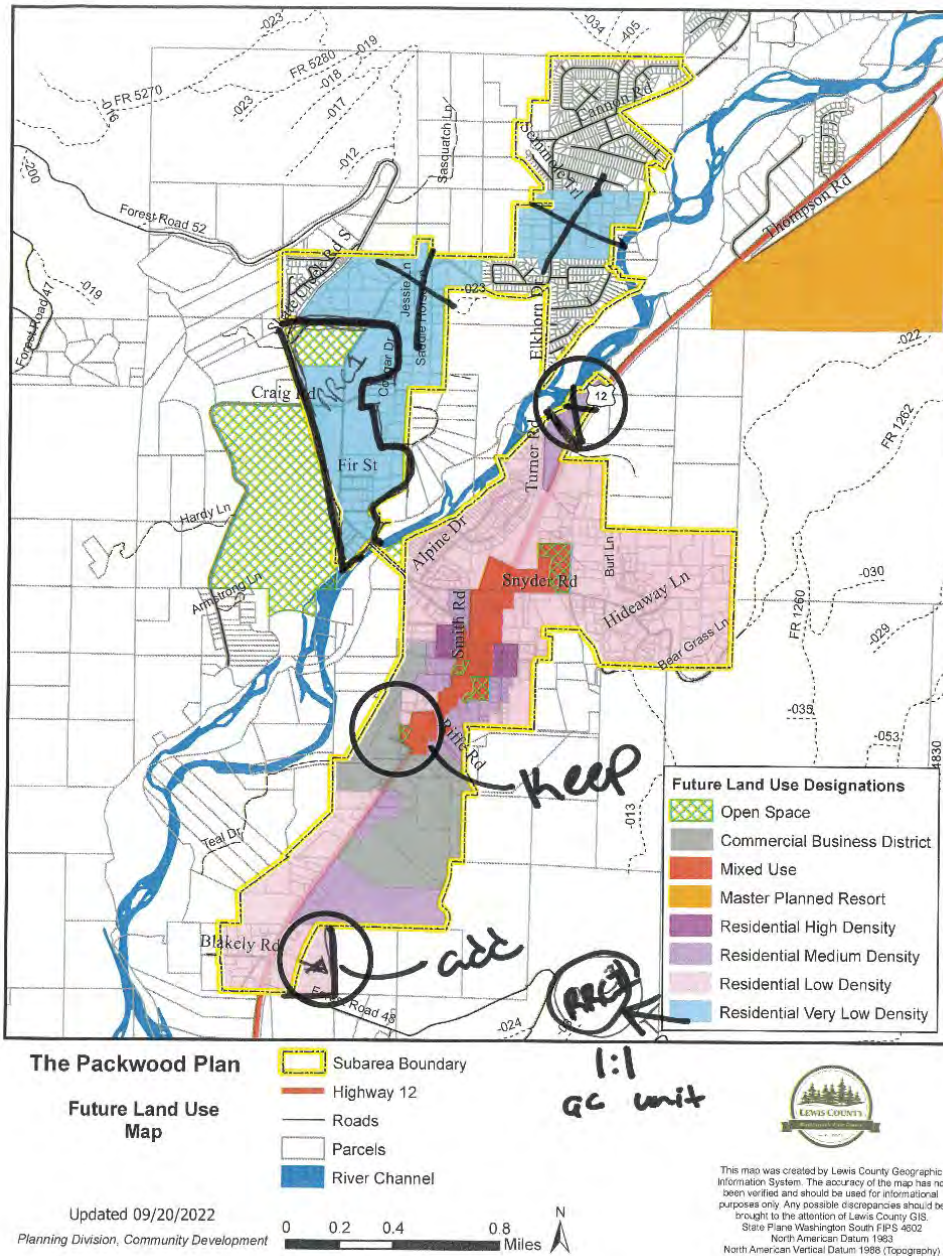 -023
-034
-405
FR 5270
FR 5280
-019
-018
-017
-016
-023
-012
-200
Sasquatch Ln
Cannon Rd
Forest Road 52
Thompson Rd
Forest Road 47
-019
Jessie Ln
-023
Elkhorn Dr
-022
Craig Rd
RRC1
Cougar Dr
12
FR 1262
Fir St
Turner Rd
Hardy Ln
Alpine Dr
Snyder Rd
Burl Ln
Armstrong Ln
Smith Rd
Hideaway Ln
FR 1260
-030
-029
Bear Grass Ln
-035
-053
4830
Keep
-013
Teal Dr
Blakely Rd
add
Forest Road 48
-024
1:1
ac unit
Future Land Use Designations
Open Space
Commercial Business District
Mixed Use
Master Planned Resort
Residential High Density
Residential Medium Density
Residential Low Density
Residential Very Low Density
The Packwood Plan
Future Land Use
Map
Subarea Boundary
Highway 12
Roads
Parcels
River Channel
Updated 09/20/2022
Planning Division, Community Development
0 0.2 0.4 0.8
Miles
N
LEWIS COUNTY
This map was created by Lewis County Geographic
Information System. The accuracy of the map has no
been verified and should be used for informational
purposes only. Any possible discrepancies should be
brought to the attention of Lewis County GIS.
State Plane Washington South FIPS 4602
North American Datum 1983
North American Vertical Datum 1988 (Topography)